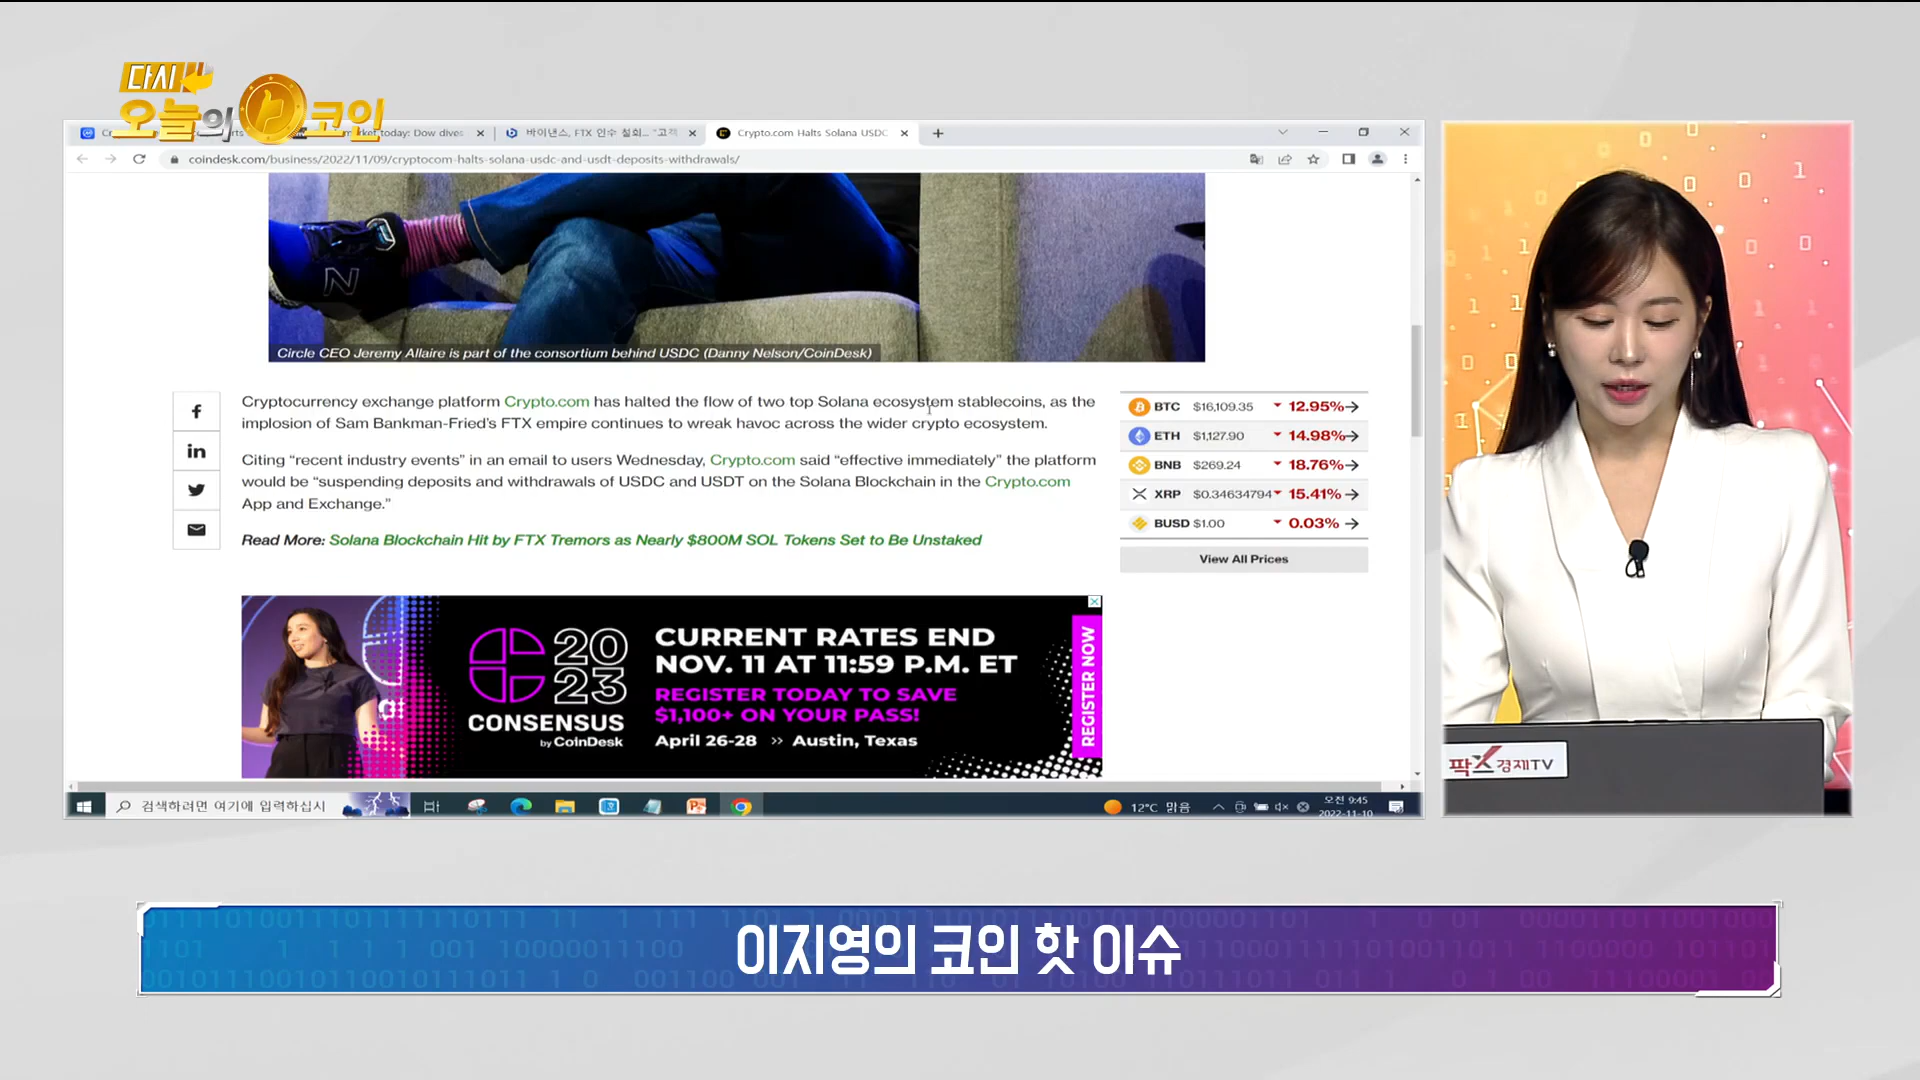 다시
오늘의 코인
market today: Dow dives
바이낸스, FTX 인수 철회... "고객
Crypto.com Halts Solana USDC
coindesk.com/business/2022/11/09/cryptocom-halts-solana-usdc-and-usdt-deposits-withdrawals/
N
Circle CEO Jeremy Allaire is part of the consortium behind USDC (Danny Nelson/CoinDesk)
Cryptocurrency exchange platform Crypto.com has halted the flow of two top Solana ecosystem stablecoins, as the
implosion of Sam Bankman-Fried's FTX empire continues to wreak havoc across the wider crypto ecosystem.
Citing “recent industry events” in an email to users Wednesday, Crypto.com said “effective immediately” the platform
would be “suspending deposits and withdrawals of USDC and USDT on the Solana Blockchain in the Crypto.com
App and Exchange.”
Read More: Solana Blockchain Hit by FTX Tremors as Nearly $800M SOL Tokens Set to Be Unstaked
BTC $16,109.35 12.95%
ETH $1,127.90 14.98%
BNB $269.24 18.76%
XRP $0.34634794 15.41%
BUSD $1.00 0.03%
View All Prices
2023
CONSENSUS
by CoinDesk
CURRENT RATES END
NOV. 11 AT 11:59 P.M. ET
REGISTER TODAY TO SAVE
$1,100+ ON YOUR PASS!
April 26-28 >> Austin, Texas
REGISTER NOW
검색하려면 여기에 입력하십시
12°C 맑음
오전 9:45
2022-11-10
팍스경제TV
이지영의 코인 핫 이슈